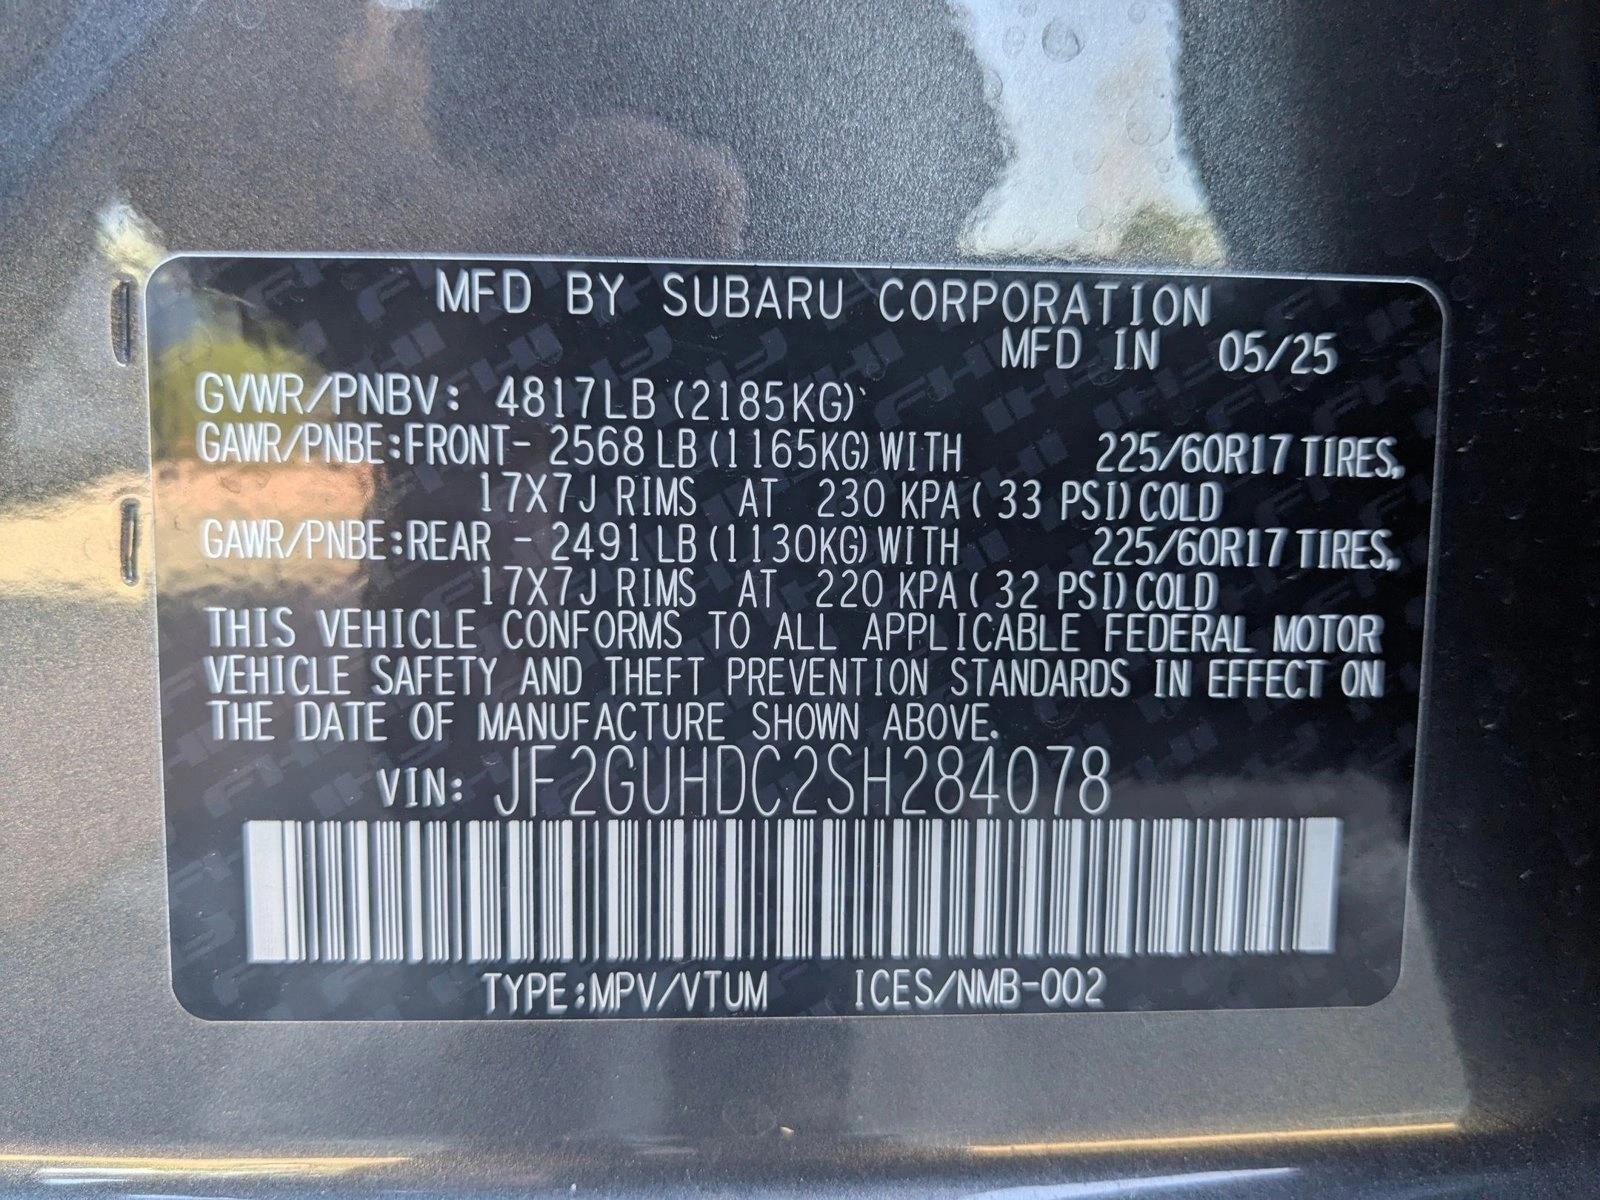 MFD BY SUBARU CORPORATION
MFD IN 05/25
GVWR/PNBV: 4817LB (2185KG)
GAWR/PNBE:FRONT- 2568 LB (1165KG) WITH 225/60R17 TIRES,
17X7J RIMS AT 230 KPA ( 33 PSI) COLD
GAWR/PNBE:REAR - 2491 LB (1130KG) WITH 225/60R17 TIRES,
17X7J RIMS AT 220 KPA ( 32 PSI) COLD
THIS VEHICLE CONFORMS TO ALL APPLICABLE FEDERAL MOTOR
VEHICLE SAFETY AND THEFT PREVENTION STANDARDS IN EFFECT ON
THE DATE OF MANUFACTURE SHOWN ABOVE.
VIN: JF2GUHDC2SH284078
TYPE:MPV/VTUM ICES/NMB-002